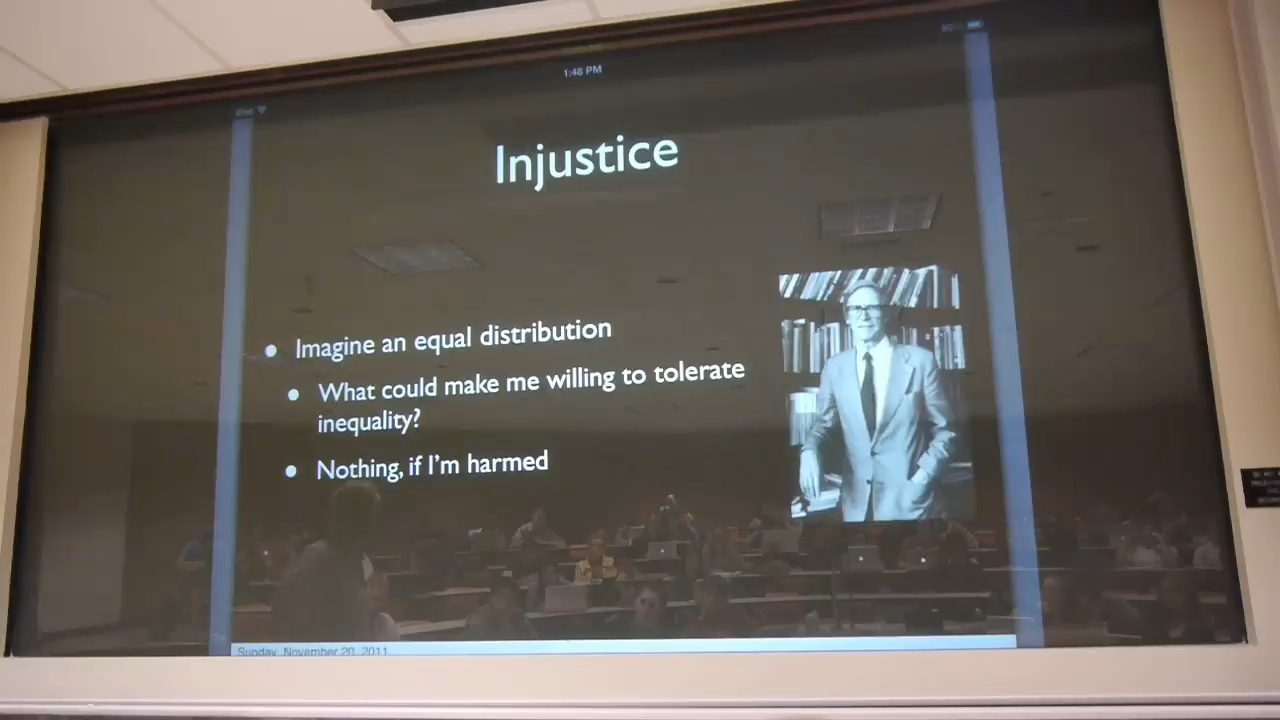 1:48 PM
Injustice
• Imagine an equal distribution
• What could make me willing to tolerate
inequality?
• Nothing, if I'm harmed
Sunday, November 20, 2011